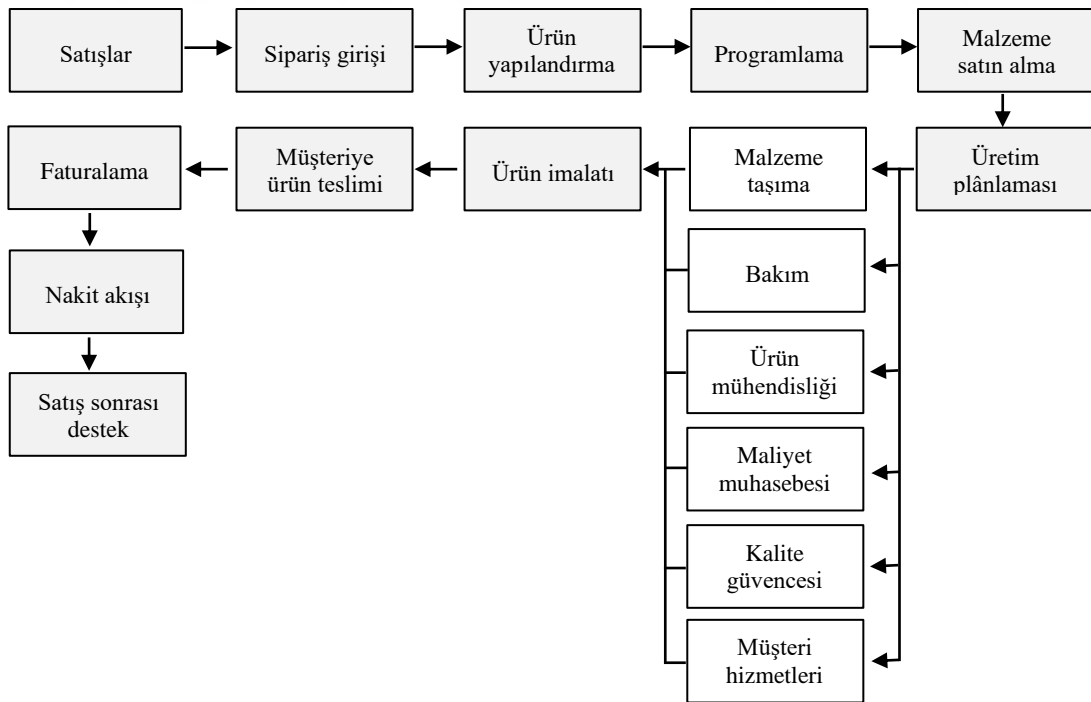 Satışlar
Sipariş girişi
Ürün
yapılandırma
Programlama
Malzeme
satın alma
Faturalama
Müşteriye
ürün teslimi
Ürün imalatı
Malzeme
taşıma
Üretim
plânlaması
Nakit akışı
Bakım
Satış sonrası
destek
Ürün
mühendisliği
Maliyet
muhasebesi
Kalite
güvencesi
Müşteri
hizmetleri